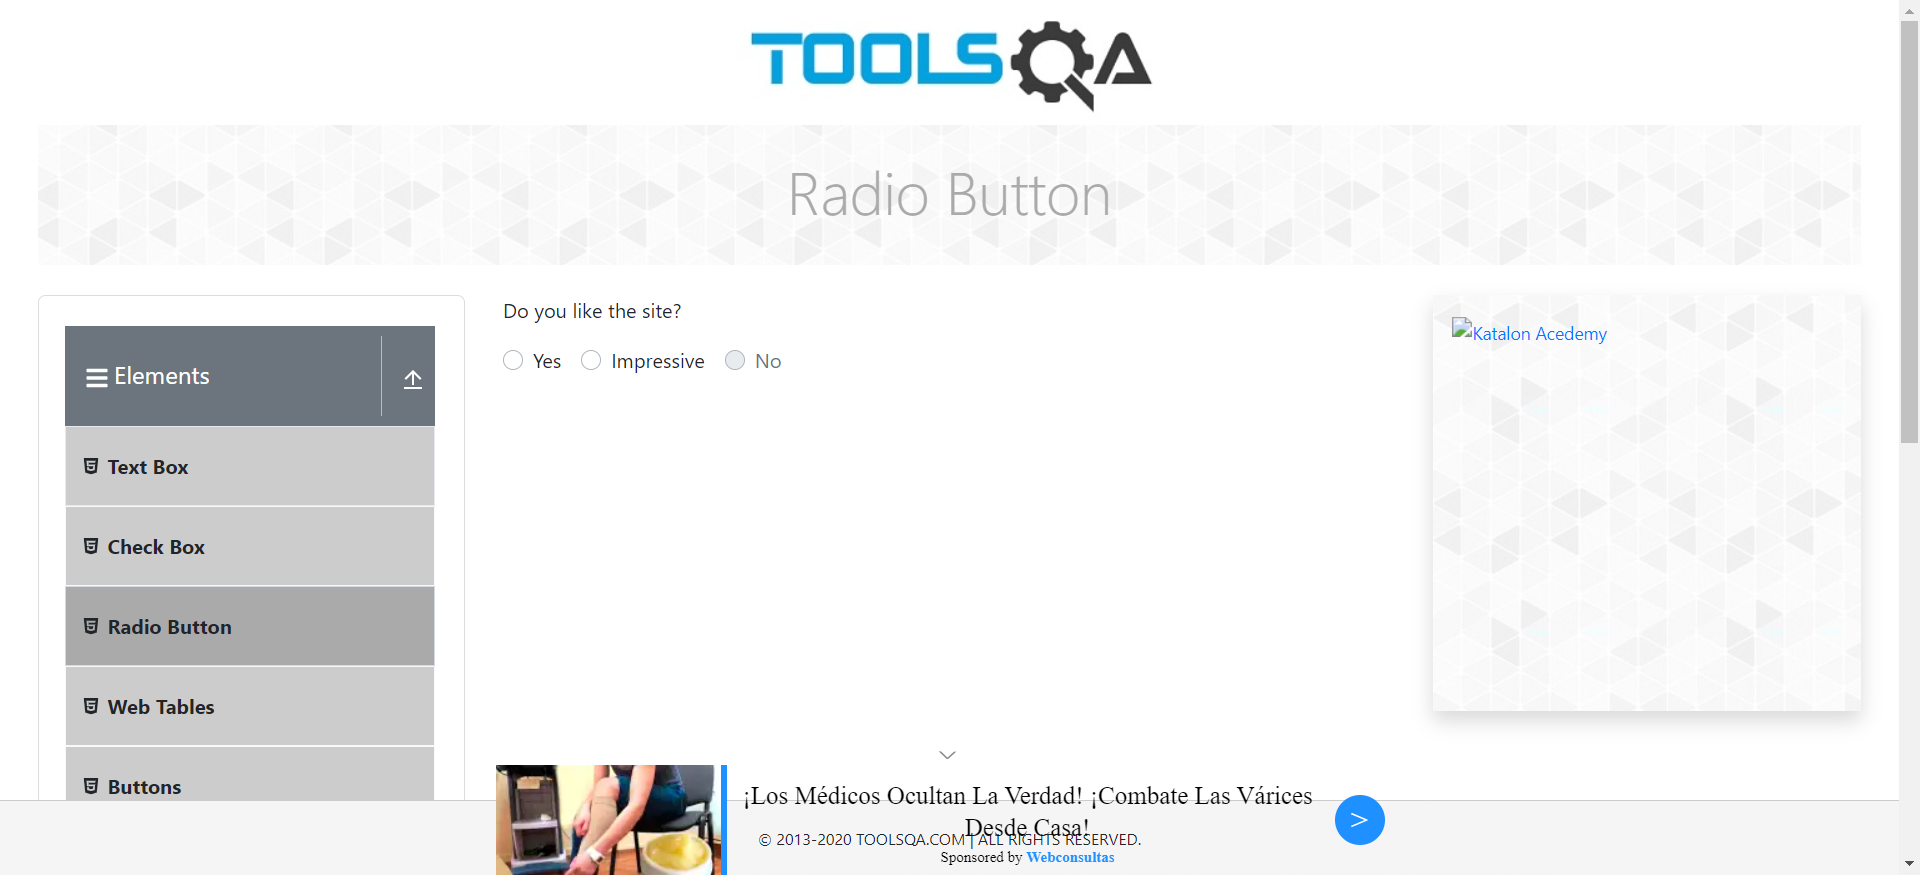 TOOLSQA
Radio Button
Elements
Text Box
Check Box
Radio Button
Web Tables
Buttons
Do you like the site?
Yes Impressive No
Katalon Acedemy
¡Los Médicos Ocultan La Verdad! ¡Combate Las Várices
Desde Casa!
© 2013-2020 TOOLSQA.COM | ALL RIGHTS RESERVED.
Sponsored by Webconsultas
>